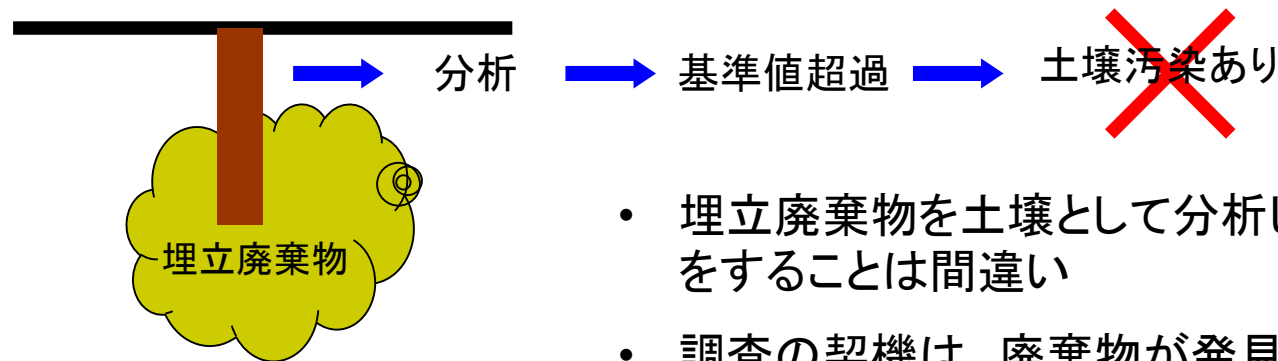 分析
基準値超過
土壌汚染あり
埋立廃棄物
• 埋立廃棄物を土壌として分析し
をすることは間違い
• 調査の契機は、廃棄物が発見